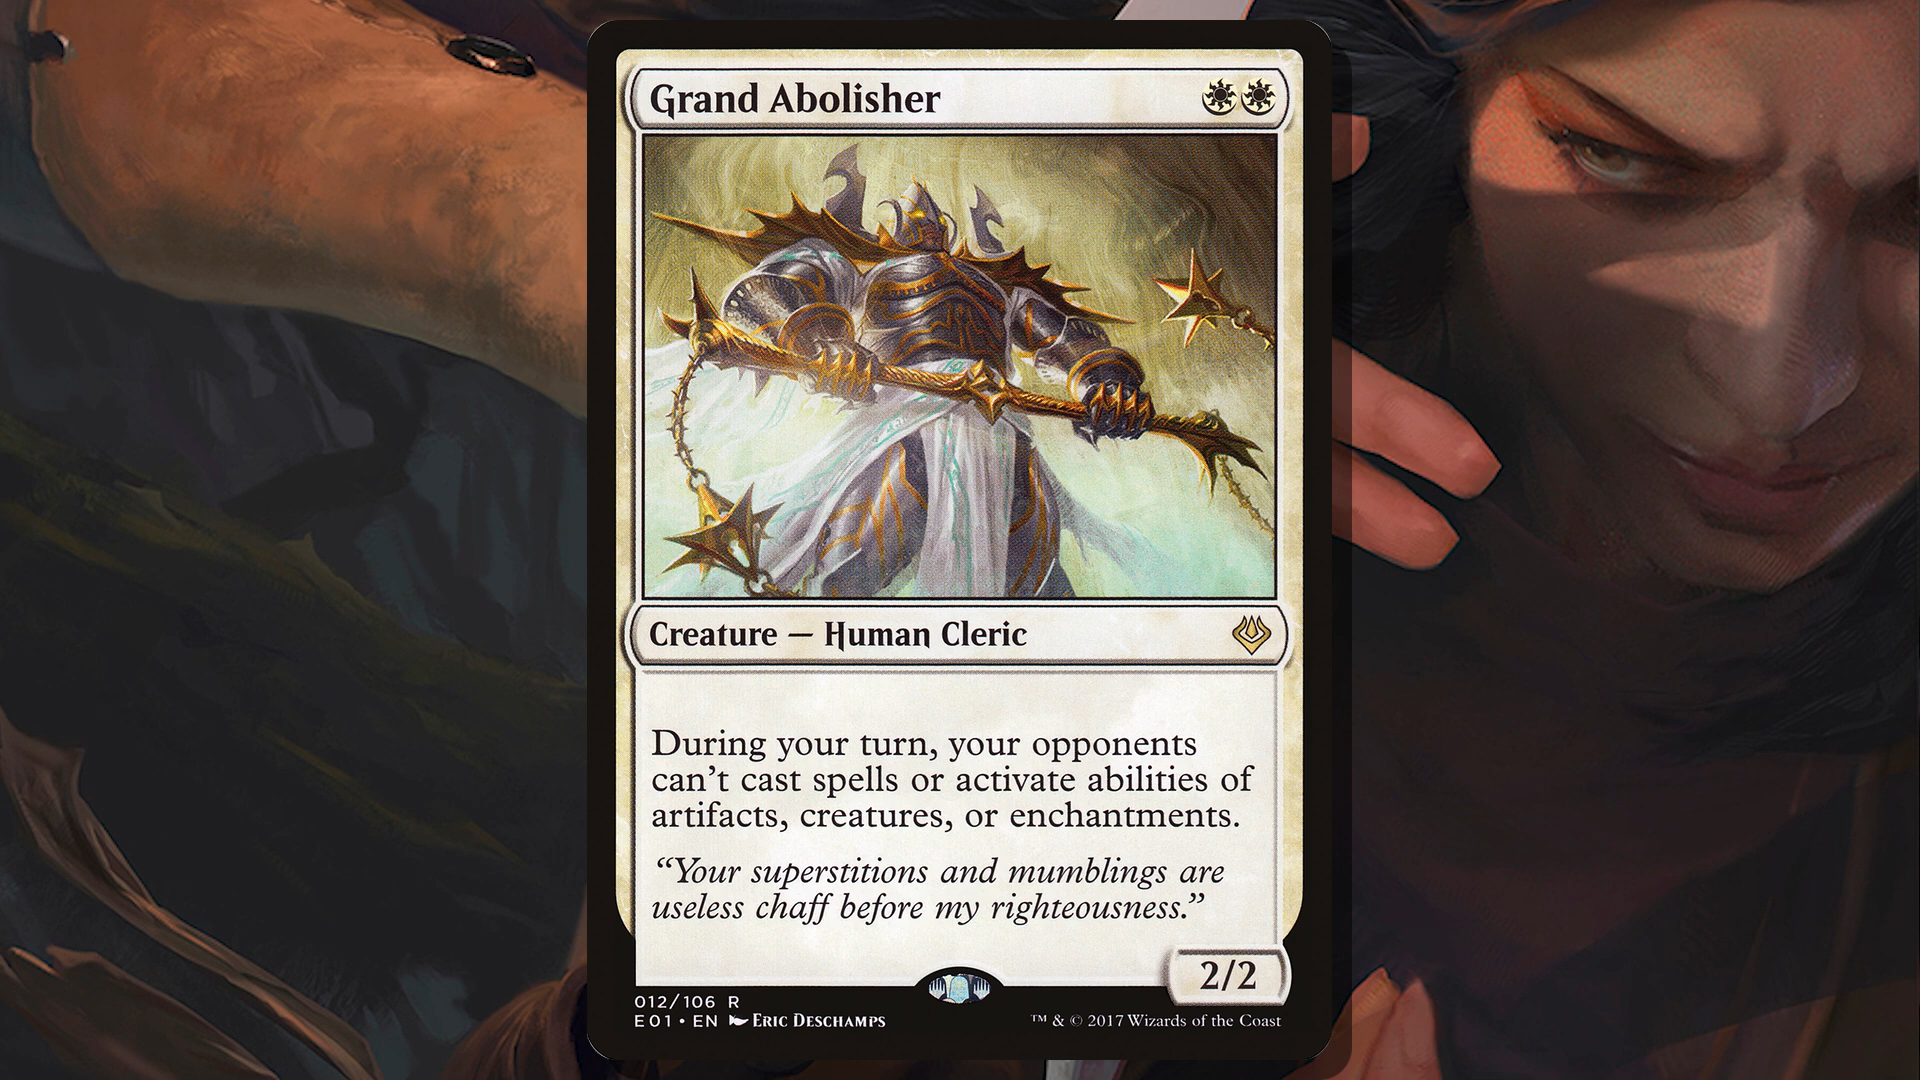 Grand Abolisher
Creature — Human Cleric
During your turn, your opponents
can't cast spells or activate abilities of
artifacts, creatures, or enchantments.
“Your superstitions and mumblings are
useless chaff before my righteousness.”
2/2
012/106 R
E01 • EN Eric Deschamps
™ & © 2017 Wizards of the Coast